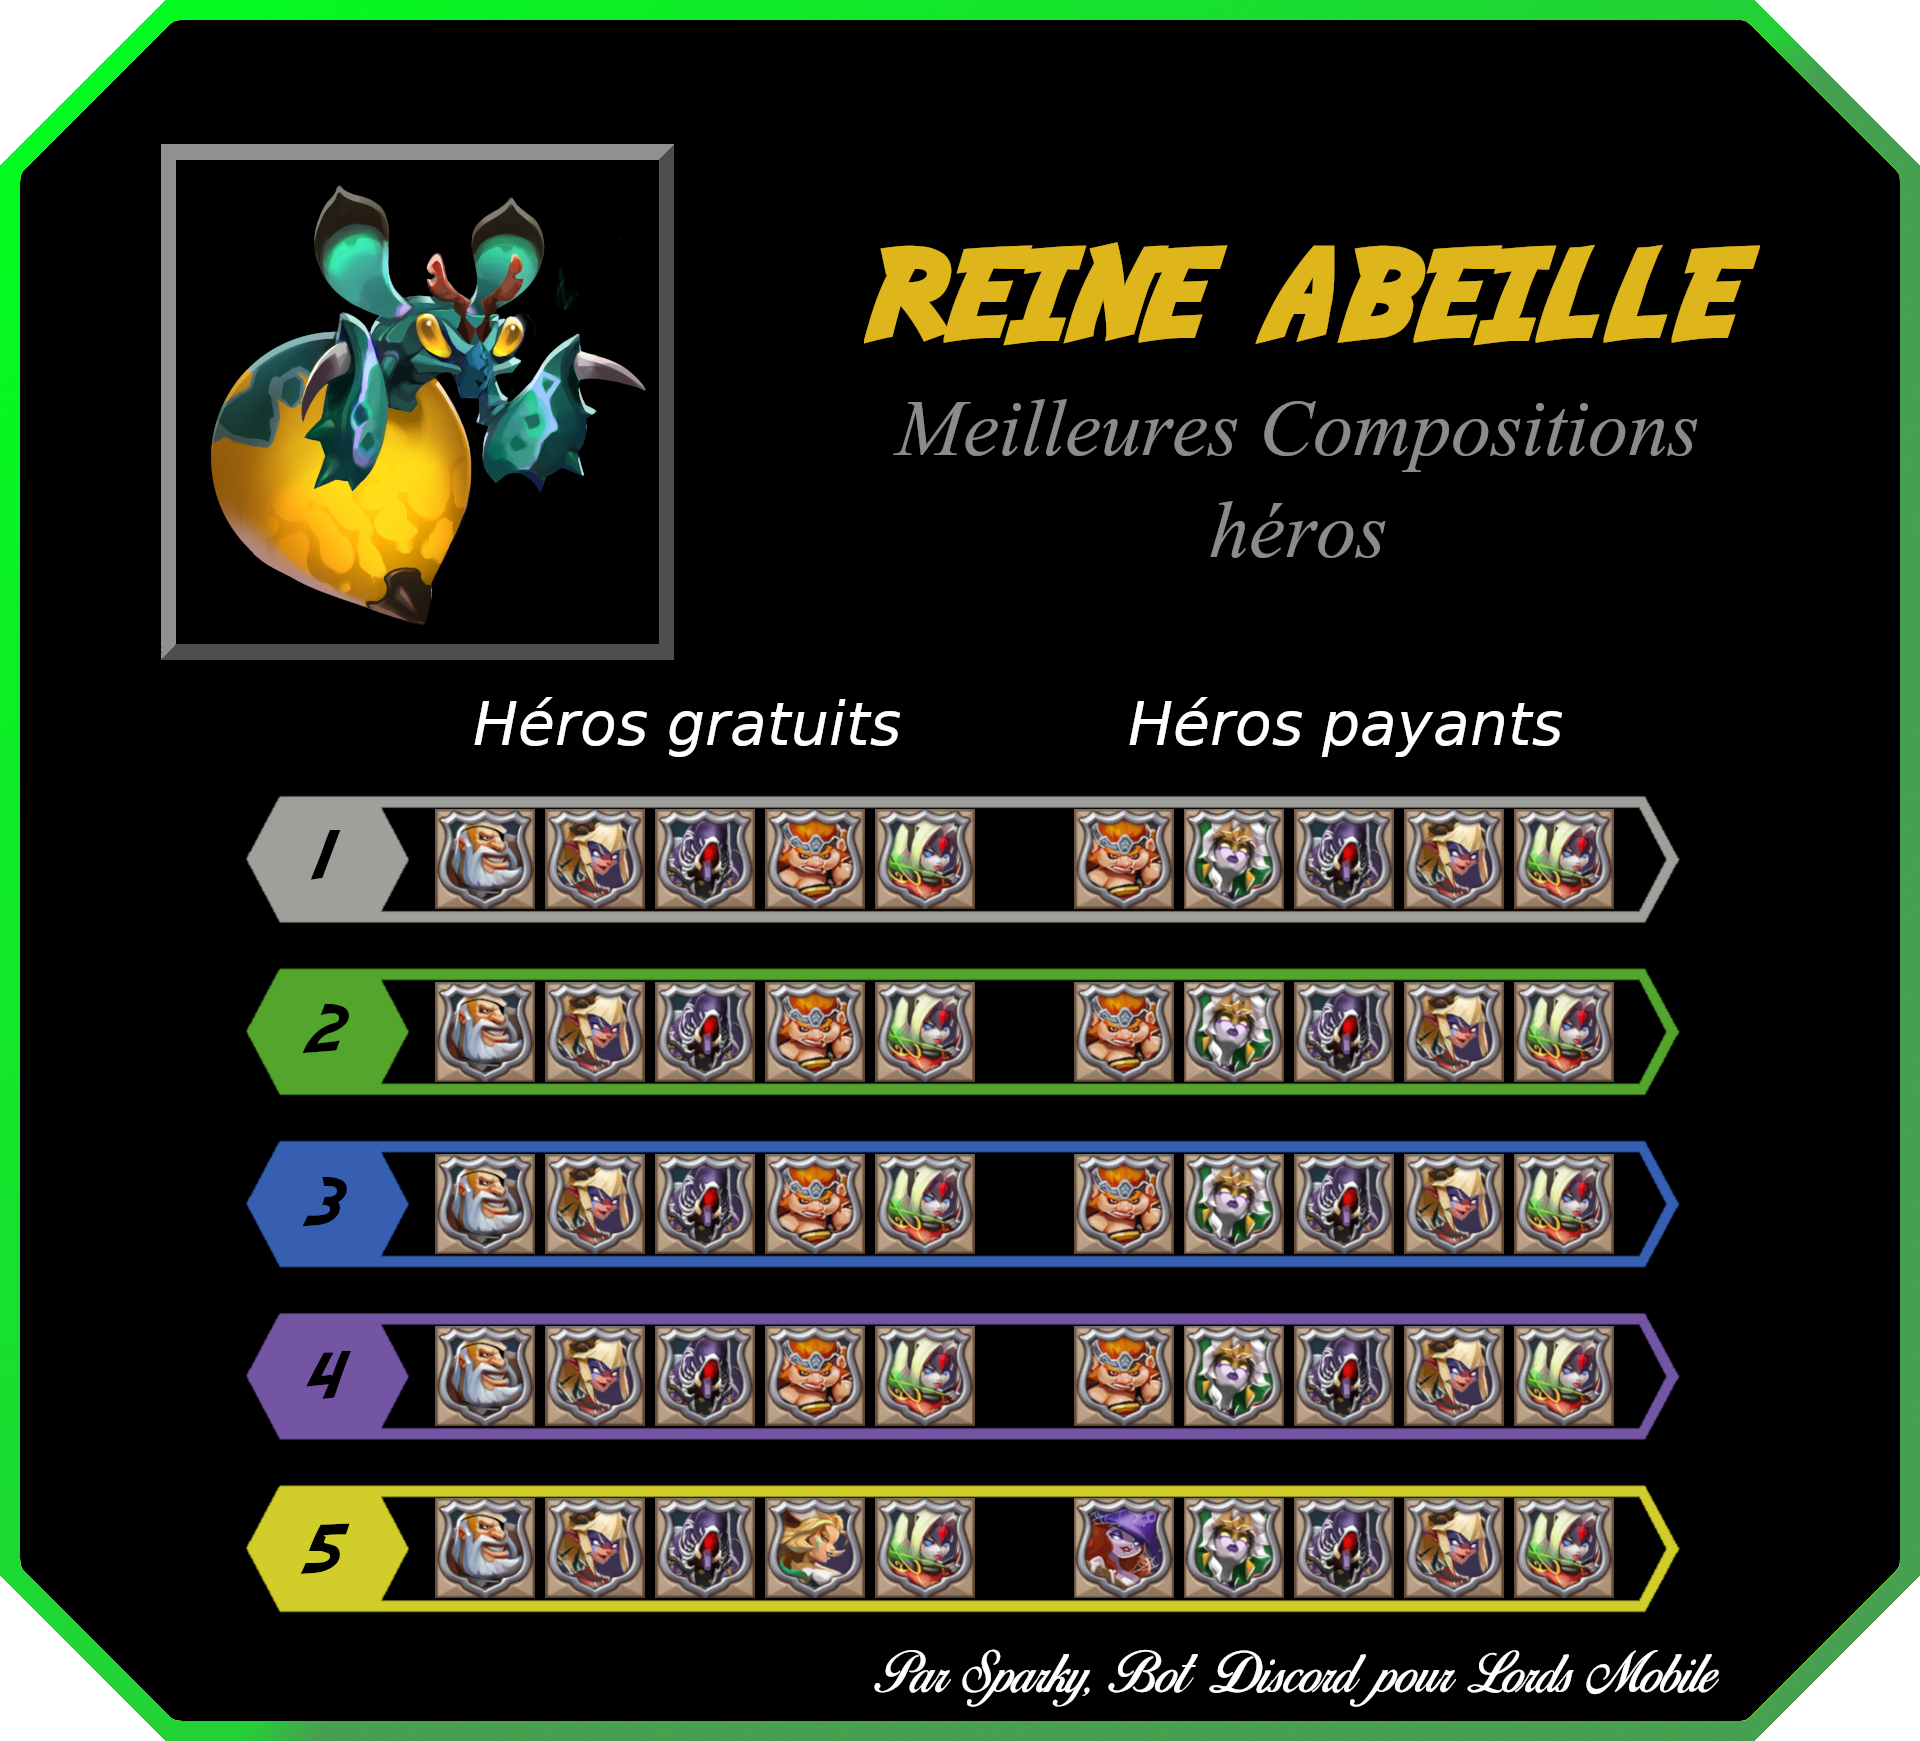 REINE ABEILLE
Meilleures Compositions
héros
Héros gratuits
Héros payants
1
2
3
4
5
Par Sparky, Bot Discord pour Lords Mobile